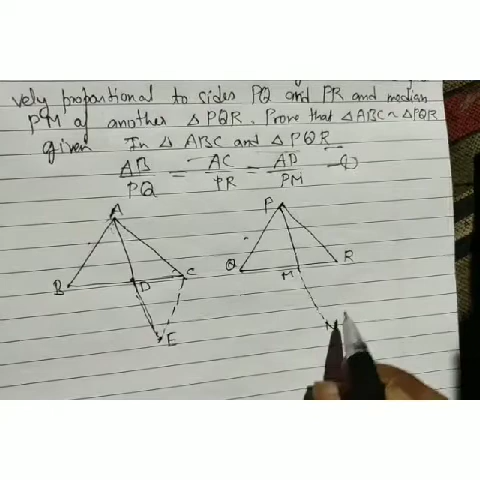 vely proportional to sides PQ and PR and median
PM of another △ PQR. Prove that △ ABC ~ △ PQR
given In △ ABC and △ PQR
AB/PQ = AC/PR = AD/PM —①
A P
B D C Q M R
E N